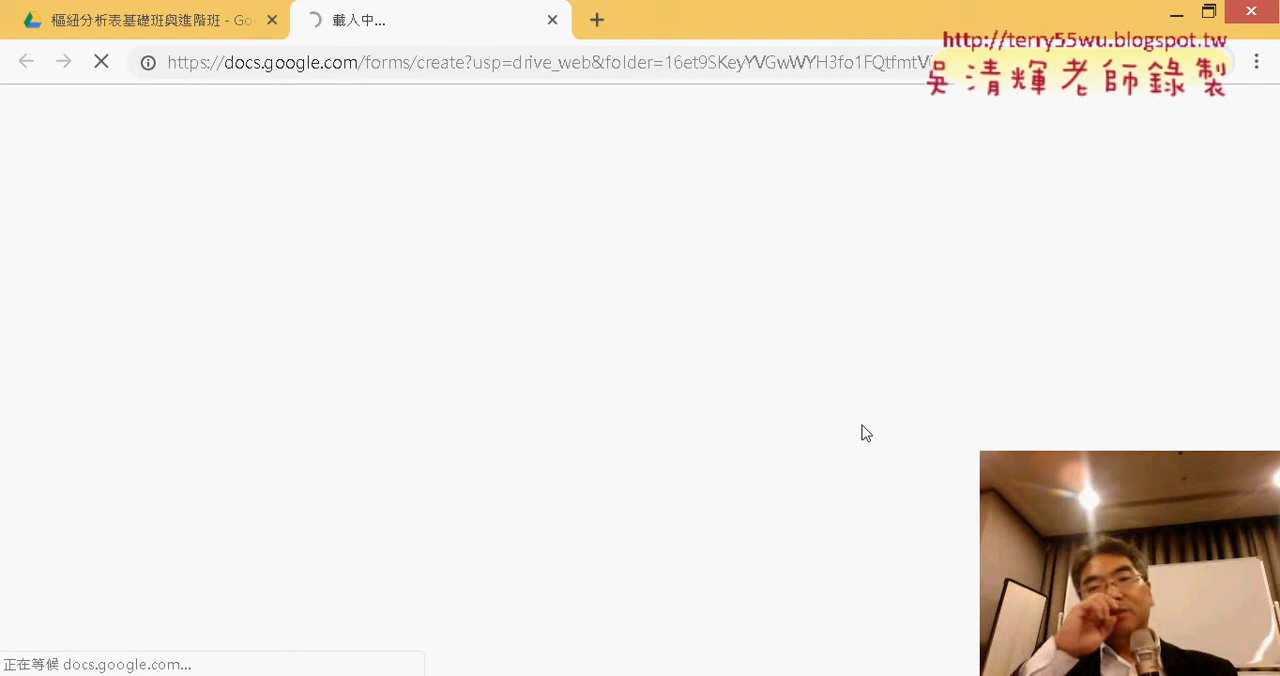 樞紐分析表基礎班與進階班 - Go
載入中...
https://docs.google.com/forms/create?usp=drive_web&folder=16et9SKeyYVGwWYH3fo1FQtfmtV
http://terry55wu.blogspot.tw
吳清輝老師錄製
正在等候 docs.google.com...